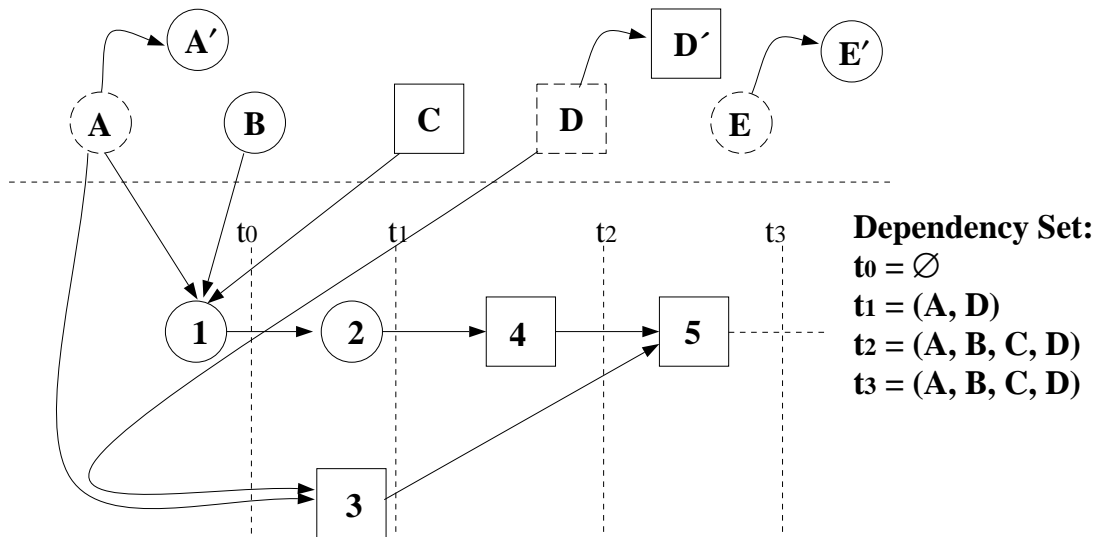 A′
D´
E′
A
B
C
D
E
t0
t1
t2
t3
Dependency Set:
t0 = ∅
t1 = (A, D)
t2 = (A, B, C, D)
t3 = (A, B, C, D)
1
2
4
5
3